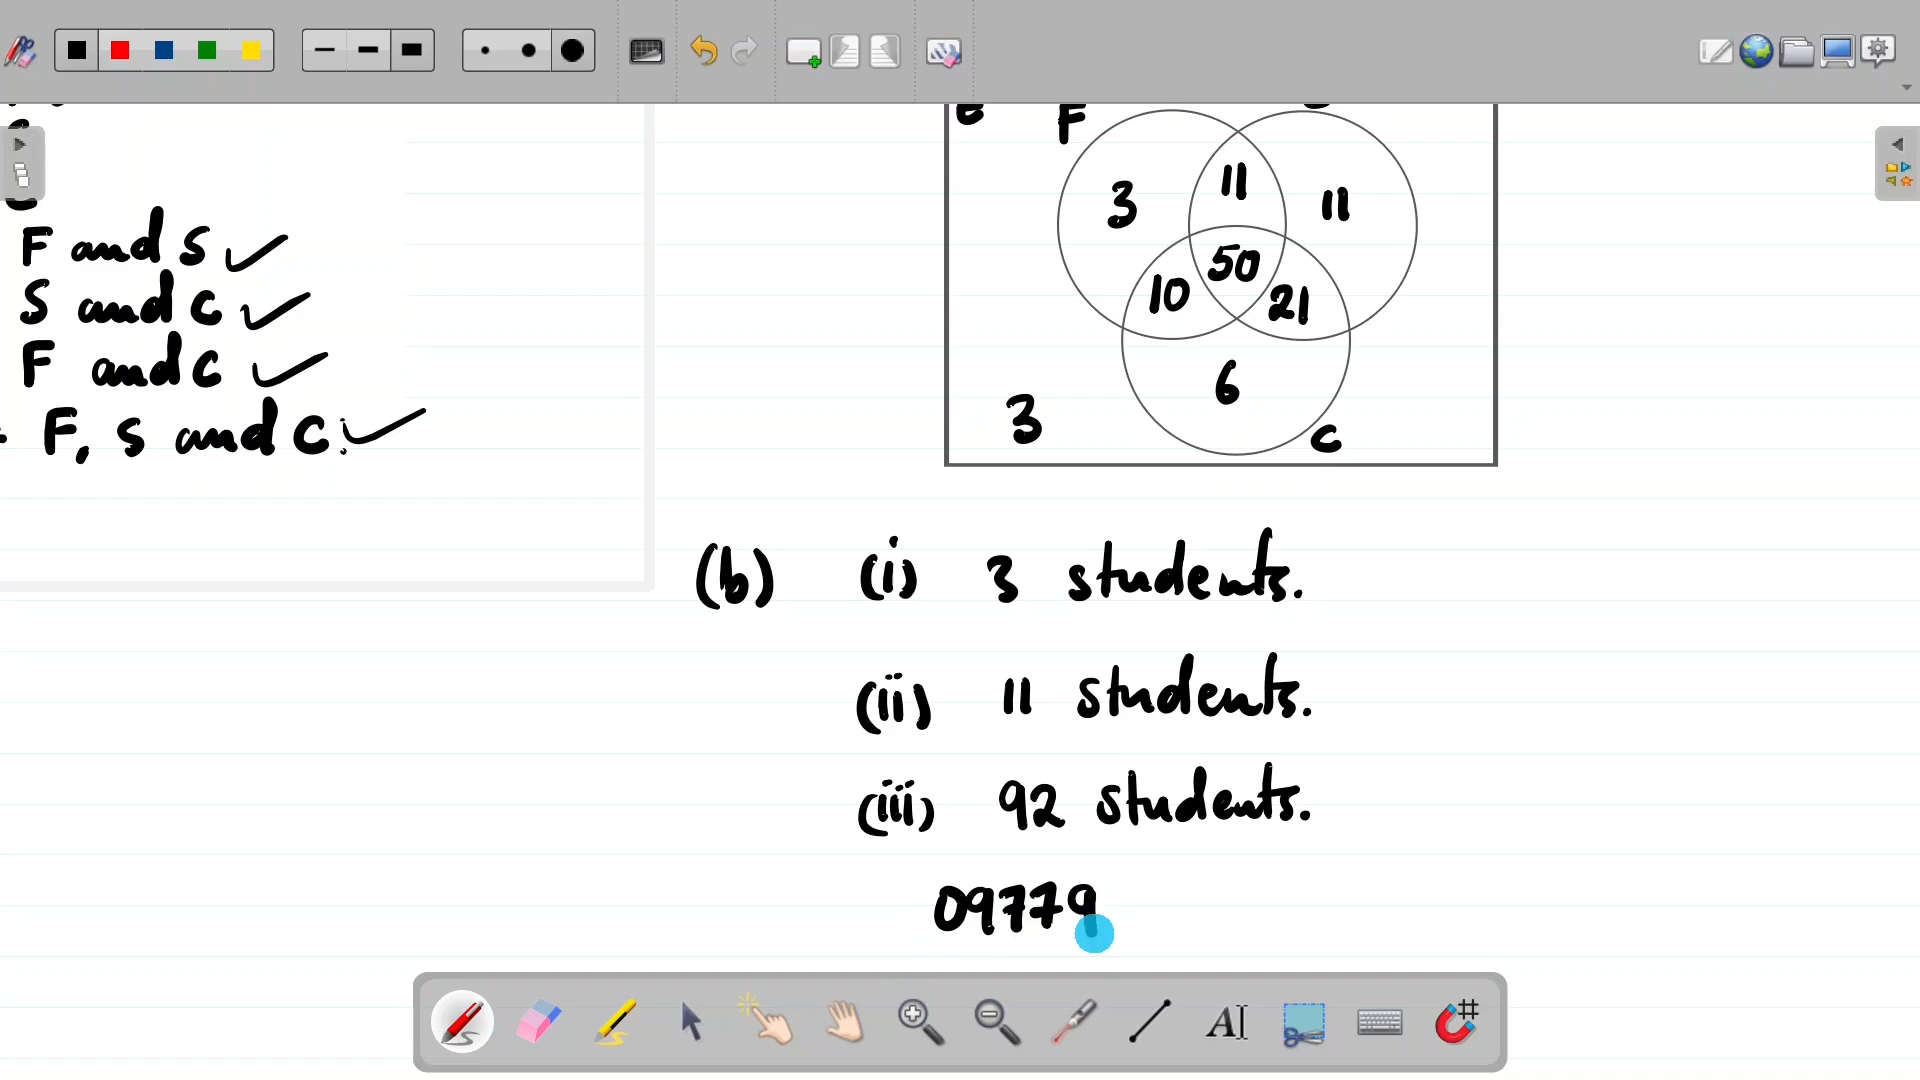 F and S
S and C
F and C
F, S and C
E F
3 11 11
50
10 21
6
3
C
(b) (i) 3 students.
(ii) 11 students.
(iii) 92 students.
09779